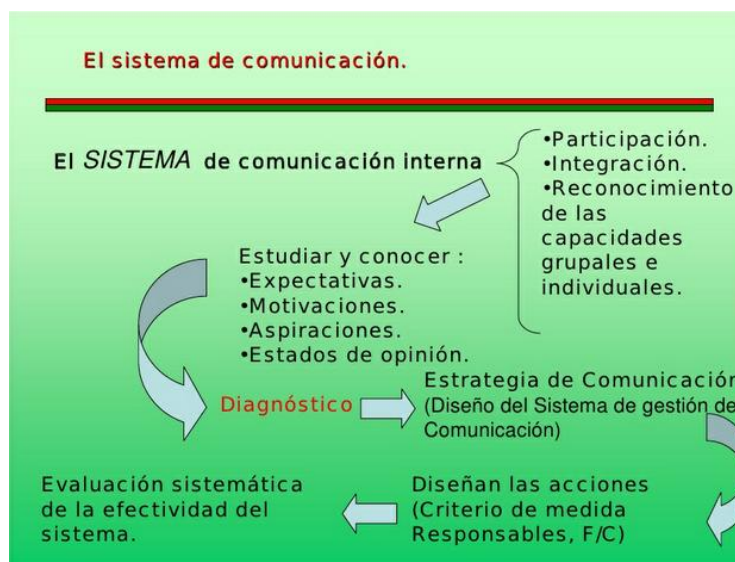 El sistema de comunicación.
El SISTEMA de comunicación interna
•Participación.
•Integración.
•Reconocimiento
de las
capacidades
grupales e
individuales.
Estudiar y conocer :
•Expectativas.
•Motivaciones.
•Aspiraciones.
•Estados de opinión.
Diagnóstico
Estrategia de Comunicación
(Diseño del Sistema de gestión de
Comunicación)
Diseñan las acciones
(Criterio de medida
Responsables, F/C)
Evaluación sistemática
de la efectividad del
sistema.